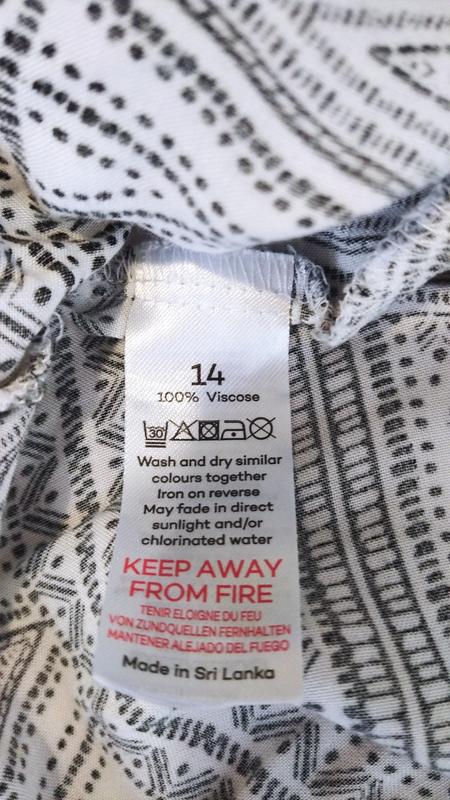 14
100% Viscose
30
Wash and dry similar
colours together
Iron on reverse
May fade in direct
sunlight and/or
chlorinated water
KEEP AWAY
FROM FIRE
TENIR ELOIGNE DU FEU
VON ZUNDQUELLEN FERNHALTEN
MANTENER ALEJADO DEL FUEGO
Made in Sri Lanka